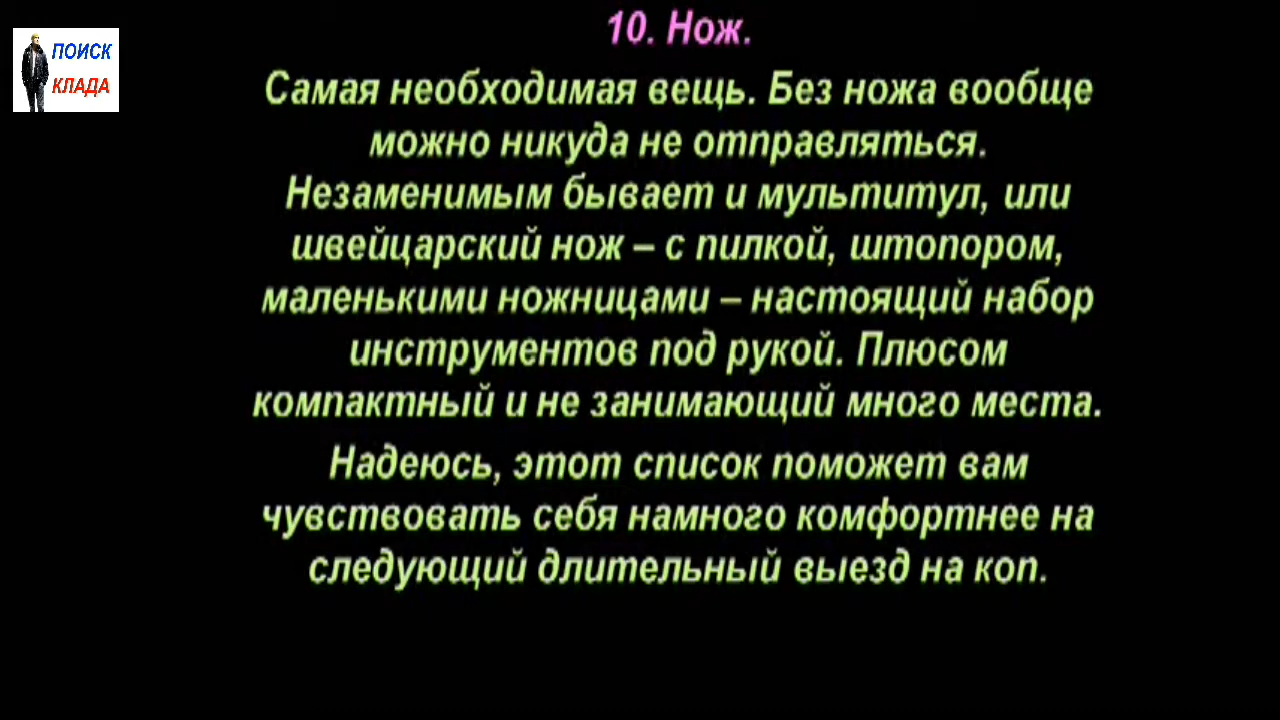 10. Нож.
ПОИСК
КЛАДА
Самая необходимая вещь. Без ножа вообще
можно никуда не отправляться.
Незаменимым бывает и мультитул, или
швейцарский нож – с пилкой, штопором,
маленькими ножницами – настоящий набор
инструментов под рукой. Плюсом
компактный и не занимающий много места.
Надеюсь, этот список поможет вам
чувствовать себя намного комфортнее на
следующий длительный выезд на коп.